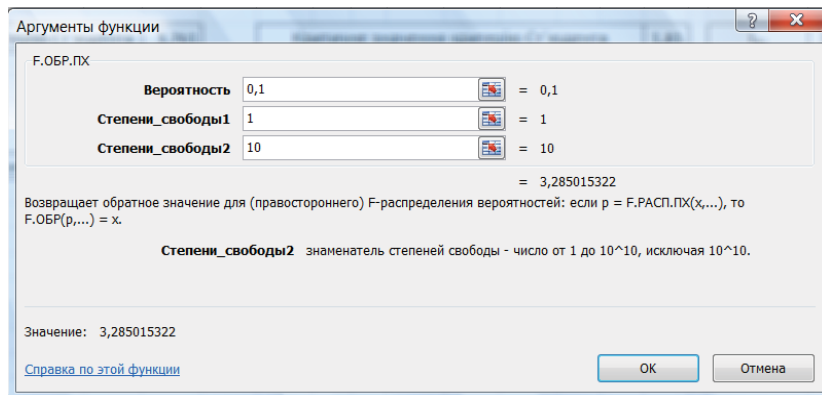 Аргументы функции
F.ОБР.ПХ
Вероятность 0,1 = 0,1
Степени_свободы1 1 = 1
Степени_свободы2 10 = 10
= 3,285015322
Возвращает обратное значение для (правостороннего) F-распределения вероятностей: если p = F.РАСП.ПХ(x,...), то
F.ОБР(p,...) = x.
Степени_свободы2 знаменатель степеней свободы - число от 1 до 10^10, исключая 10^10.
Значение: 3,285015322
Справка по этой функции
ОК Отмена